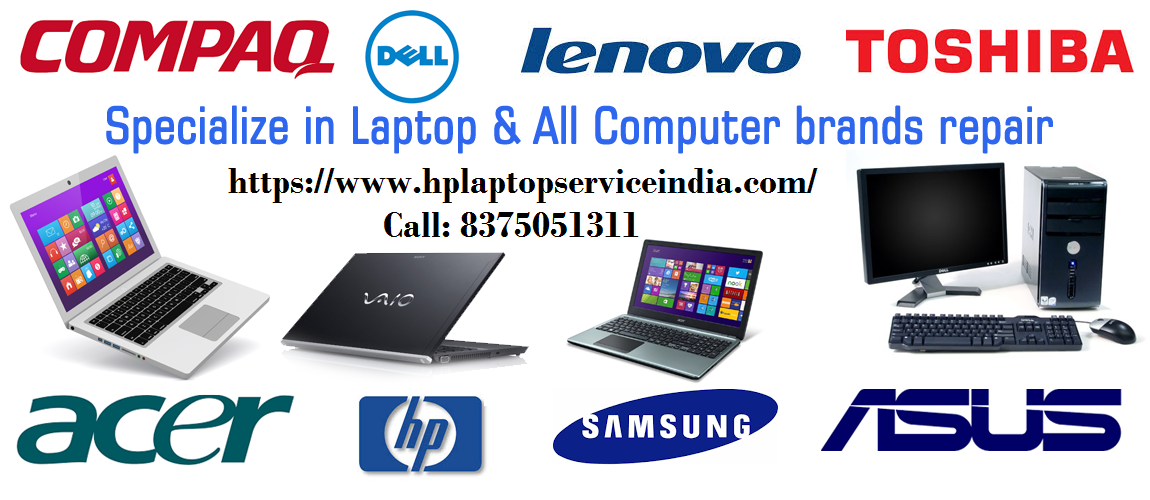 COMPAQ DELL lenovo TOSHIBA
Specialize in Laptop & All Computer brands repair
https://www.hplaptopserviceindia.com/
Call: 8375051311
VAIO
DELL
acer hp SAMSUNG ASUS